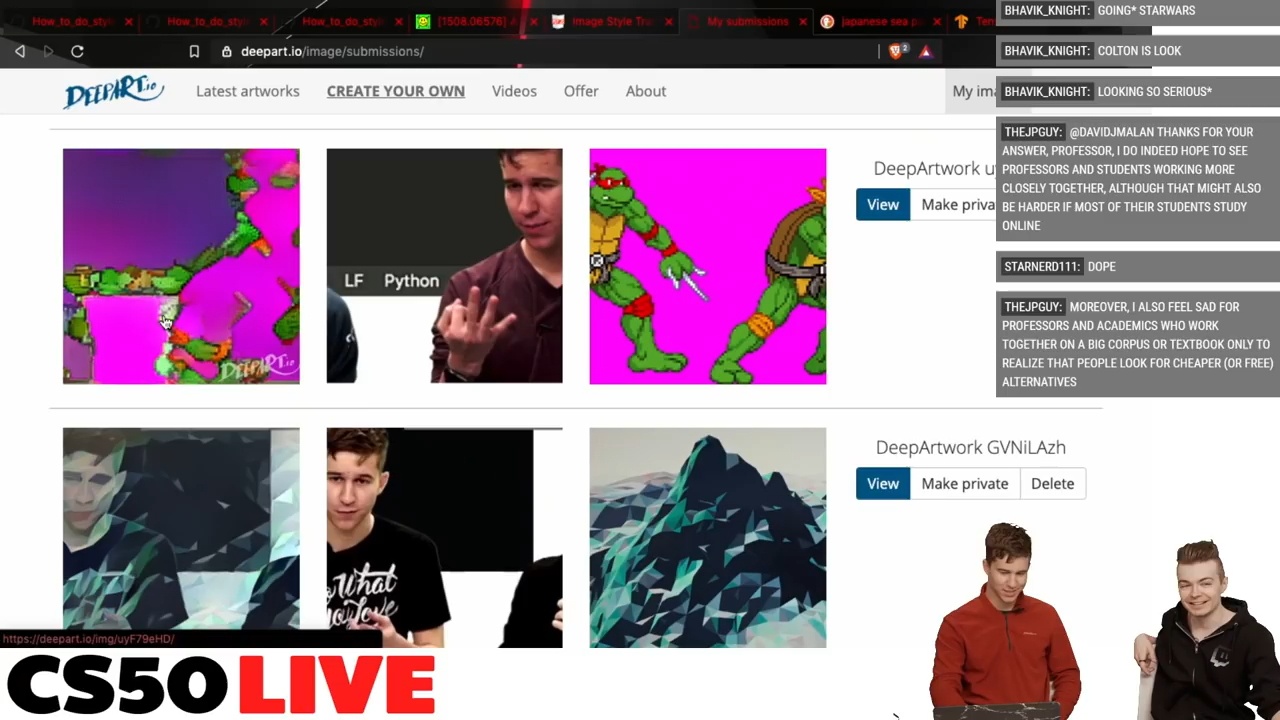 How_to_do_styl
How_to_do_styl
How_to_do_styl
[1508.06576] A
Image Style Tra
My submissions
japanese sea p
Ten
deepart.io/image/submissions/
2
DEEPART.io
Latest artworks
CREATE YOUR OWN
Videos
Offer
About
My im
LF Python
DEEPART.io
DeepArtwork u
View
Make priva
What
You Love
DeepArtwork GVNiLAzh
View
Make private
Delete
https://deepart.io/img/uyF79eHD/
BHAVIK_KNIGHT: GOING* STARWARS
BHAVIK_KNIGHT: COLTON IS LOOK
BHAVIK_KNIGHT: LOOKING SO SERIOUS*
THEJPGUY: @DAVIDJMALAN THANKS FOR YOUR
ANSWER, PROFESSOR, I DO INDEED HOPE TO SEE
PROFESSORS AND STUDENTS WORKING MORE
CLOSELY TOGETHER, ALTHOUGH THAT MIGHT ALSO
BE HARDER IF MOST OF THEIR STUDENTS STUDY
ONLINE
STARNERD111: DOPE
THEJPGUY: MOREOVER, I ALSO FEEL SAD FOR
PROFESSORS AND ACADEMICS WHO WORK
TOGETHER ON A BIG CORPUS OR TEXTBOOK ONLY TO
REALIZE THAT PEOPLE LOOK FOR CHEAPER (OR FREE)
ALTERNATIVES
CS50 LIVE